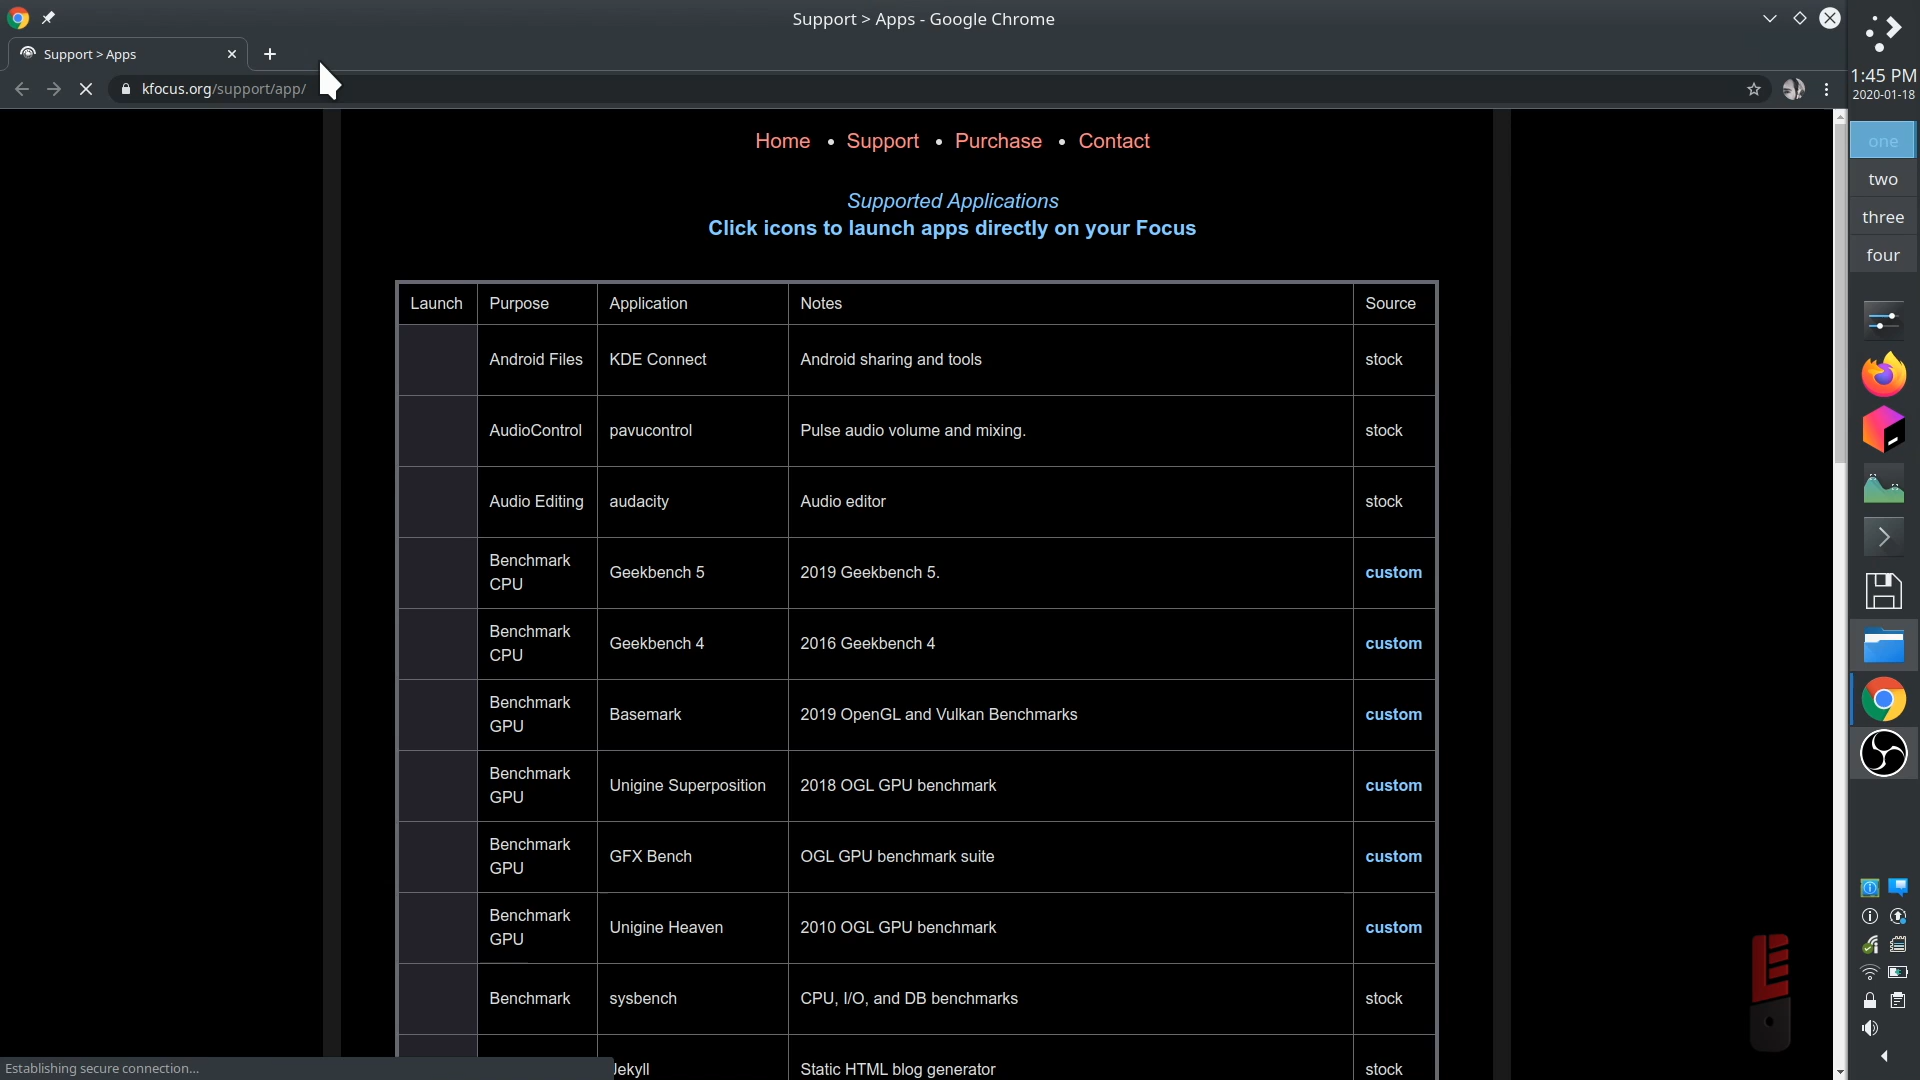 Support > Apps - Google Chrome
Support > Apps
kfocus.org/support/app/
1:45 PM
2020-01-18
one
two
three
four
Home • Support • Purchase • Contact
Supported Applications
Click icons to launch apps directly on your Focus
Launch Purpose Application Notes Source
Android Files KDE Connect Android sharing and tools stock
AudioControl pavucontrol Pulse audio volume and mixing. stock
Audio Editing audacity Audio editor stock
Benchmark
CPU
Geekbench 5 2019 Geekbench 5. custom
Benchmark
CPU
Geekbench 4 2016 Geekbench 4 custom
Benchmark
GPU
Basemark 2019 OpenGL and Vulkan Benchmarks custom
Benchmark
GPU
Unigine Superposition 2018 OGL GPU benchmark custom
Benchmark
GPU
GFX Bench OGL GPU benchmark suite custom
Benchmark
GPU
Unigine Heaven 2010 OGL GPU benchmark custom
Benchmark sysbench CPU, I/O, and DB benchmarks stock
Jekyll Static HTML blog generator stock
Establishing secure connection...